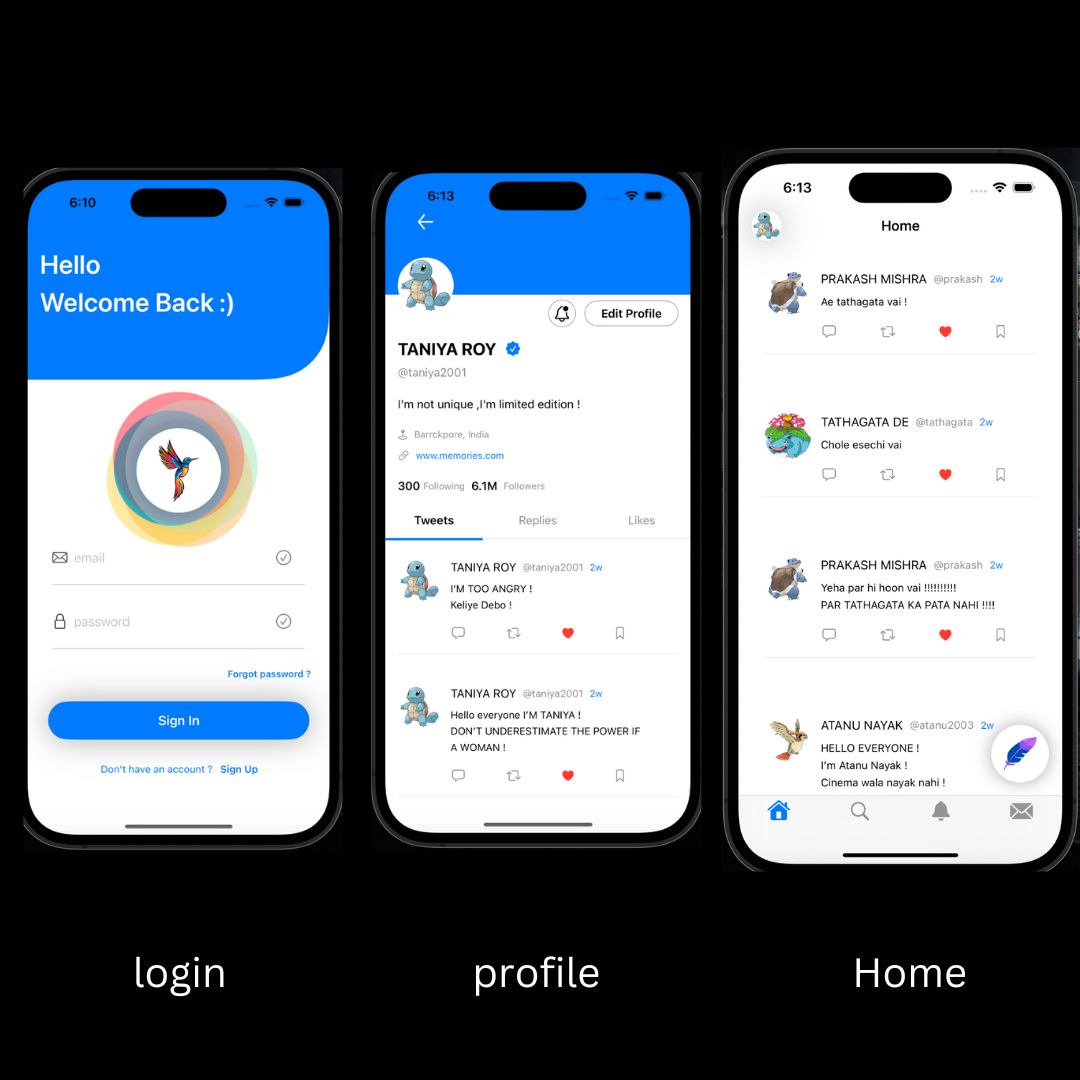 6:10
Hello
Welcome Back :)
email
password
Forgot password ?
Sign In
Don't have an account ? Sign Up
login
6:13
Edit Profile
TANIYA ROY
@taniya2001
I'm not unique ,I'm limited edition !
Barrckpore, India
www.memories.com
300 Following 6.1M Followers
Tweets Replies Likes
TANIYA ROY @taniya2001 2w
I'M TOO ANGRY !
Keliye Debo !
TANIYA ROY @taniya2001 2w
Hello everyone I'M TANIYA !
DON'T UNDERESTIMATE THE POWER IF
A WOMAN !
profile
6:13
Home
PRAKASH MISHRA @prakash 2w
Ae tathagata vai !
TATHAGATA DE @tathagata 2w
Chole esechi vai
PRAKASH MISHRA @prakash 2w
Yeha par hi hoon vai !!!!!!!!!!
PAR TATHAGATA KA PATA NAHI !!!!
ATANU NAYAK @atanu2003 2w
HELLO EVERYONE !
I'm Atanu Nayak !
Cinema wala nayak nahi !
Home